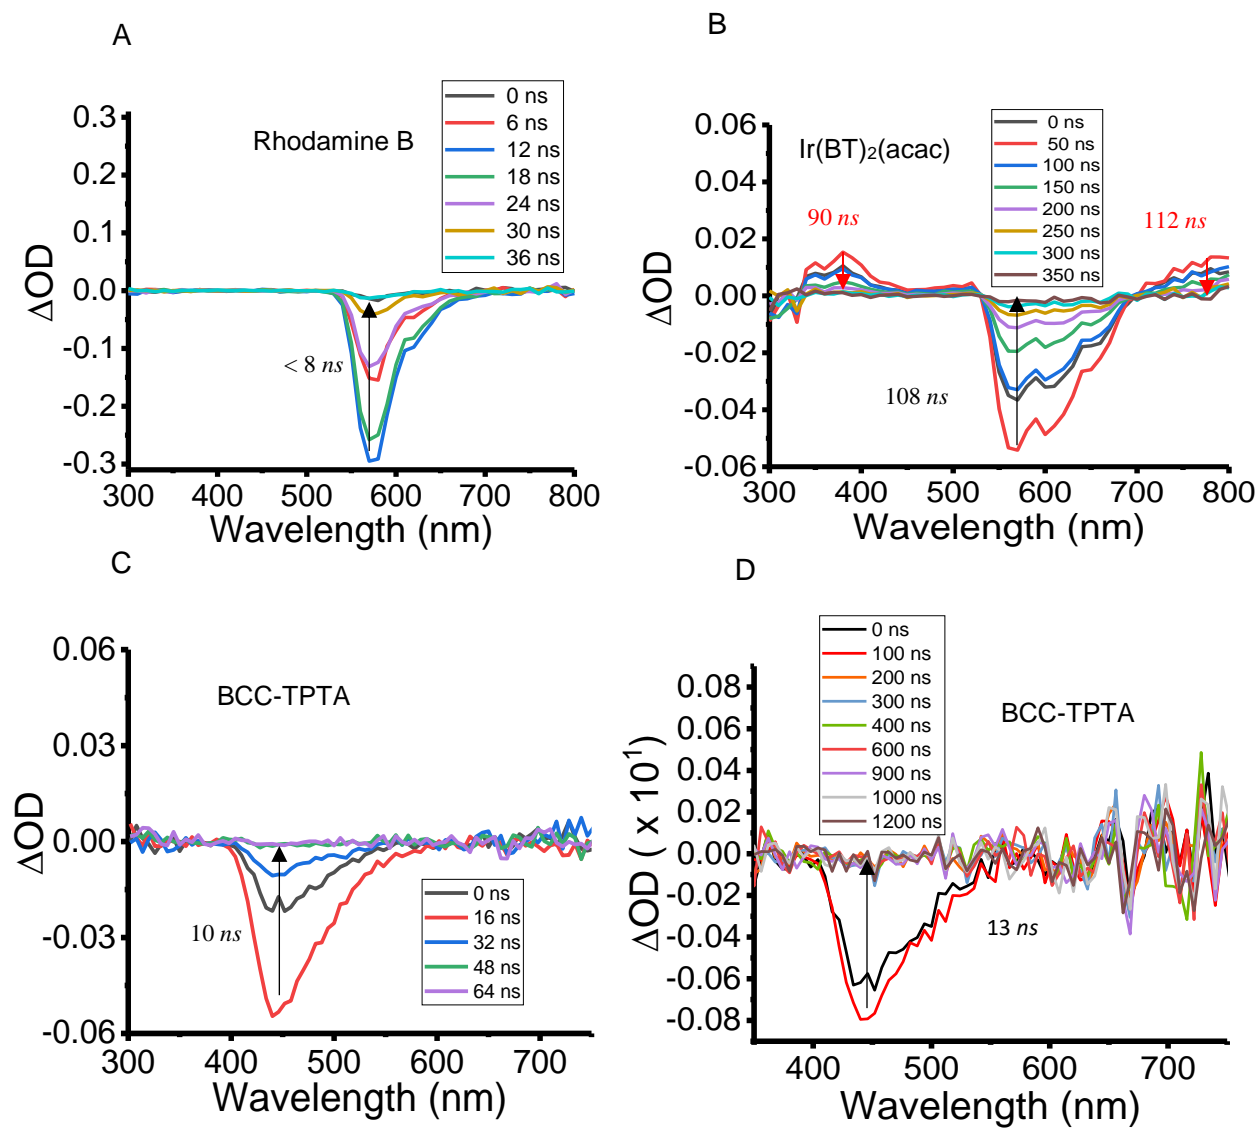 A
Rhodamine B
0 ns
6 ns
12 ns
18 ns
24 ns
30 ns
36 ns
0.3
0.2
0.1
0.0
-0.1
-0.2
-0.3
ΔOD
< 8 ns
300 400 500 600 700 800
Wavelength (nm)
B
Ir(BT)₂(acac)
0 ns
50 ns
100 ns
150 ns
200 ns
250 ns
300 ns
350 ns
90 ns
112 ns
0.06
0.04
0.02
0.00
-0.02
-0.04
-0.06
ΔOD
108 ns
300 400 500 600 700 800
Wavelength (nm)
C
BCC-TPTA
0.06
0.03
0.00
-0.03
-0.06
ΔOD
10 ns
0 ns
16 ns
32 ns
48 ns
64 ns
300 400 500 600 700
Wavelength (nm)
D
0 ns
100 ns
200 ns
300 ns
400 ns
600 ns
900 ns
1000 ns
1200 ns
BCC-TPTA
0.08
0.06
0.04
0.02
0.00
-0.02
-0.04
-0.06
-0.08
ΔOD ( x 10¹)
13 ns
400 500 600 700
Wavelength (nm)